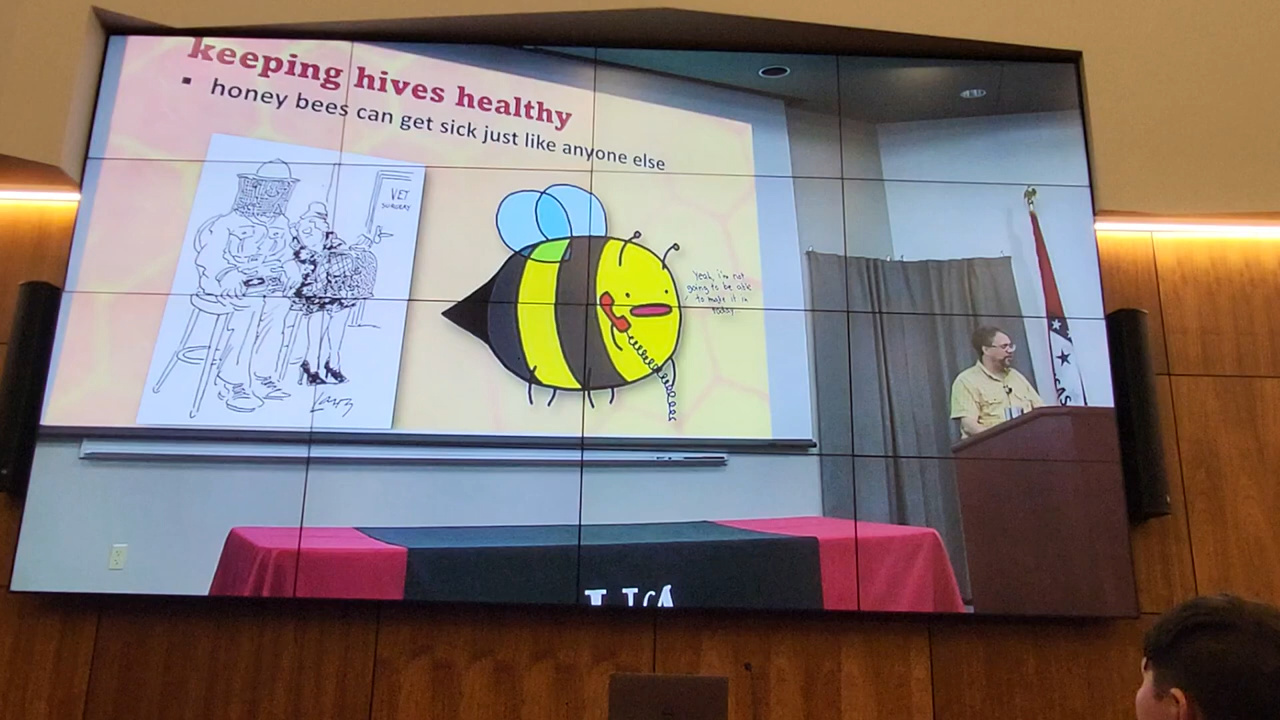 keeping hives healthy
▪ honey bees can get sick just like anyone else
VET
SURGERY
Yeah, i'm not
going to be able
to make it in
today.